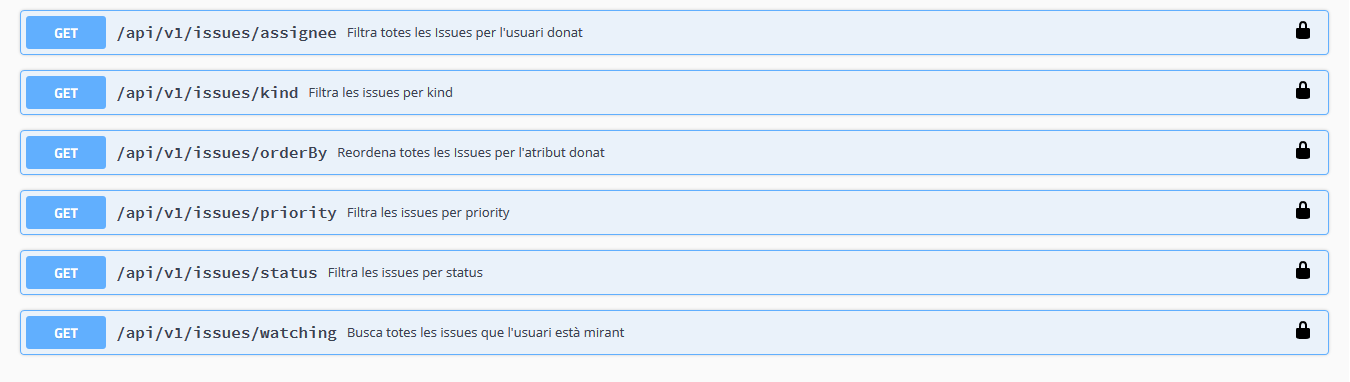 GET /api/v1/issues/assignee Filtra totes les Issues per l'usuari donat
GET /api/v1/issues/kind Filtra les issues per kind
GET /api/v1/issues/orderBy Reordena totes les Issues per l'atribut donat
GET /api/v1/issues/priority Filtra les issues per priority
GET /api/v1/issues/status Filtra les issues per status
GET /api/v1/issues/watching Busca totes les issues que l'usuari està mirant